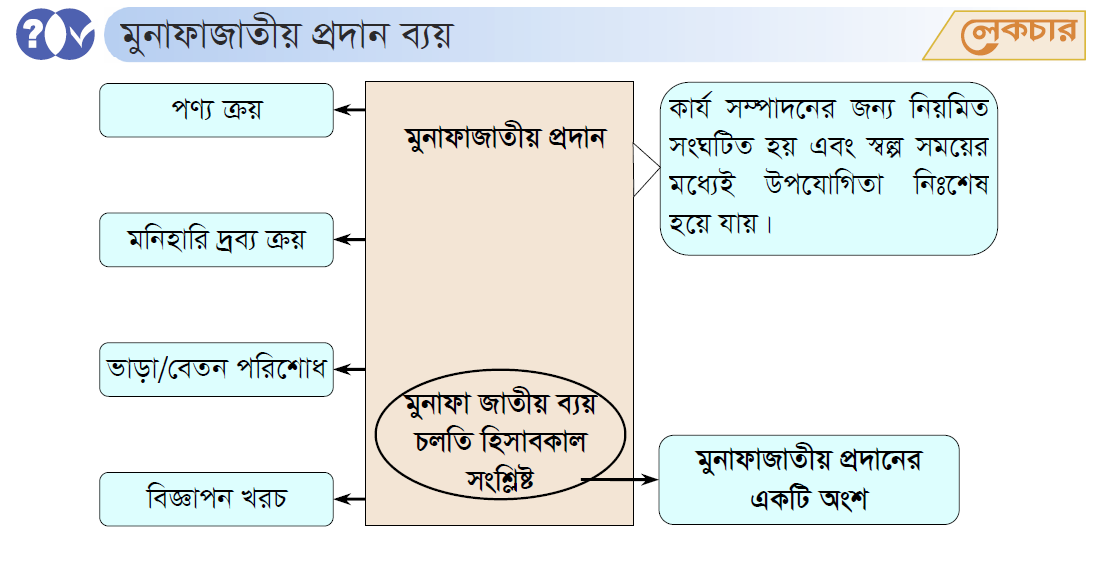 মুনাফাজাতীয় প্রদান ব্যয়
লেকচার
পণ্য ক্রয়
মনিহারি দ্রব্য ক্রয়
ভাড়া/বেতন পরিশোধ
বিজ্ঞাপন খরচ
মুনাফাজাতীয় প্রদান
মুনাফা জাতীয় ব্যয়
চলতি হিসাবকাল
সংশ্লিষ্ট
কার্য সম্পাদনের জন্য নিয়মিত
সংঘটিত হয় এবং স্বল্প সময়ের
মধ্যেই উপযোগিতা নিঃশেষ
হয়ে যায়।
মুনাফাজাতীয় প্রদানের
একটি অংশ